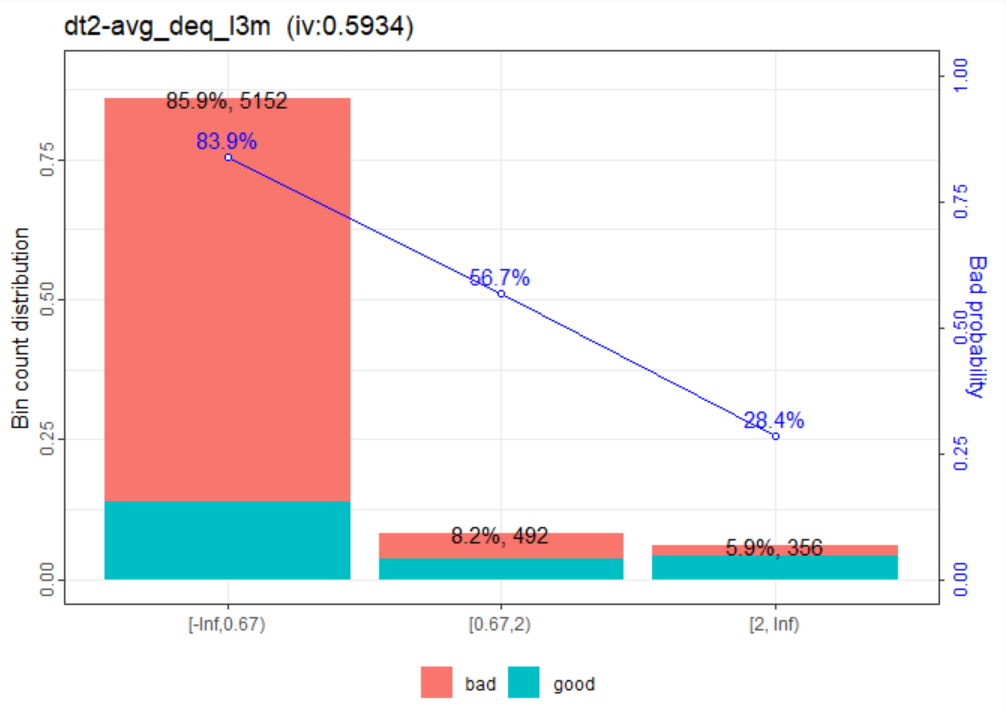 dt2-avg_deq_l3m (iv:0.5934)
Bin count distribution
0.75
0.50
0.25
0.00
85.9%, 5152
83.9%
56.7%
28.4%
8.2%, 492
5.9%, 356
1.00
0.75
0.50
0.25
0.00
Bad probability
[-Inf,0.67)
[0.67,2)
[2, Inf)
bad
good